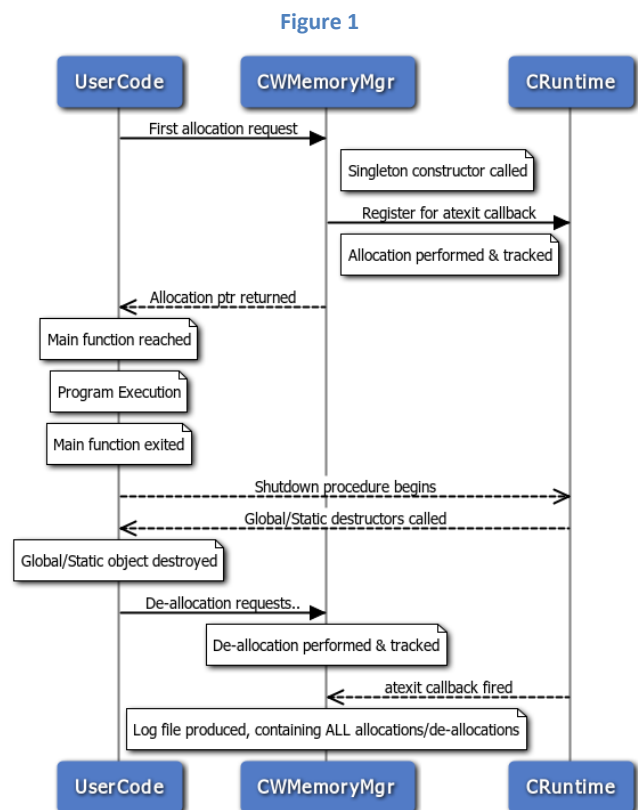 Figure 1
UserCode
CWMemoryMgr
CRuntime
First allocation request
Singleton constructor called
Register for atexit callback
Allocation performed & tracked
Allocation ptr returned
Main function reached
Program Execution
Main function exited
Shutdown procedure begins
Global/Static destructors called
Global/Static object destroyed
De-allocation requests..
De-allocation performed & tracked
atexit callback fired
Log file produced, containing ALL allocations/de-allocations
UserCode
CWMemoryMgr
CRuntime